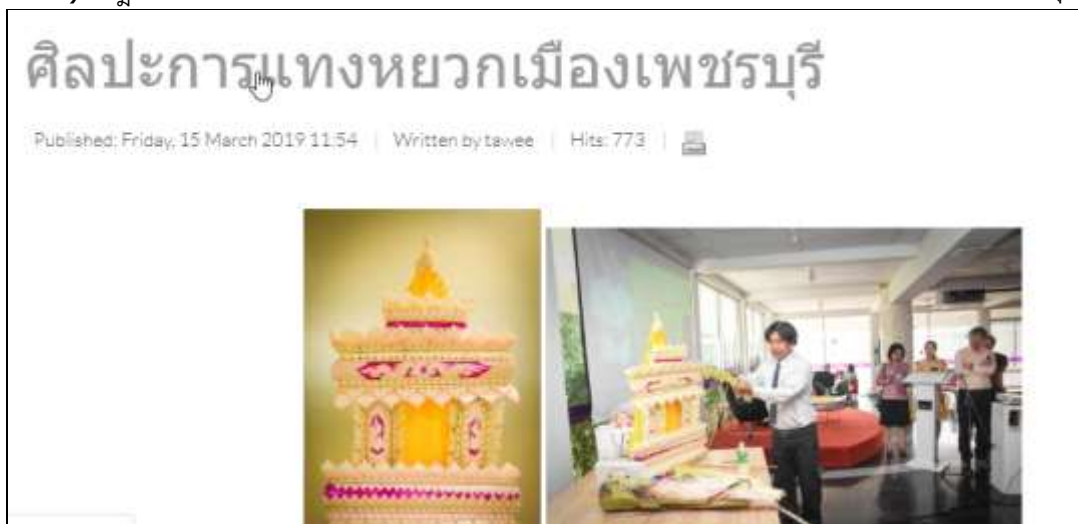 ศิลปะการแทงหยวกเมืองเพชรบุรี
Published: Friday, 15 March 2019 11:54 | Written by tawee | Hits: 773 |